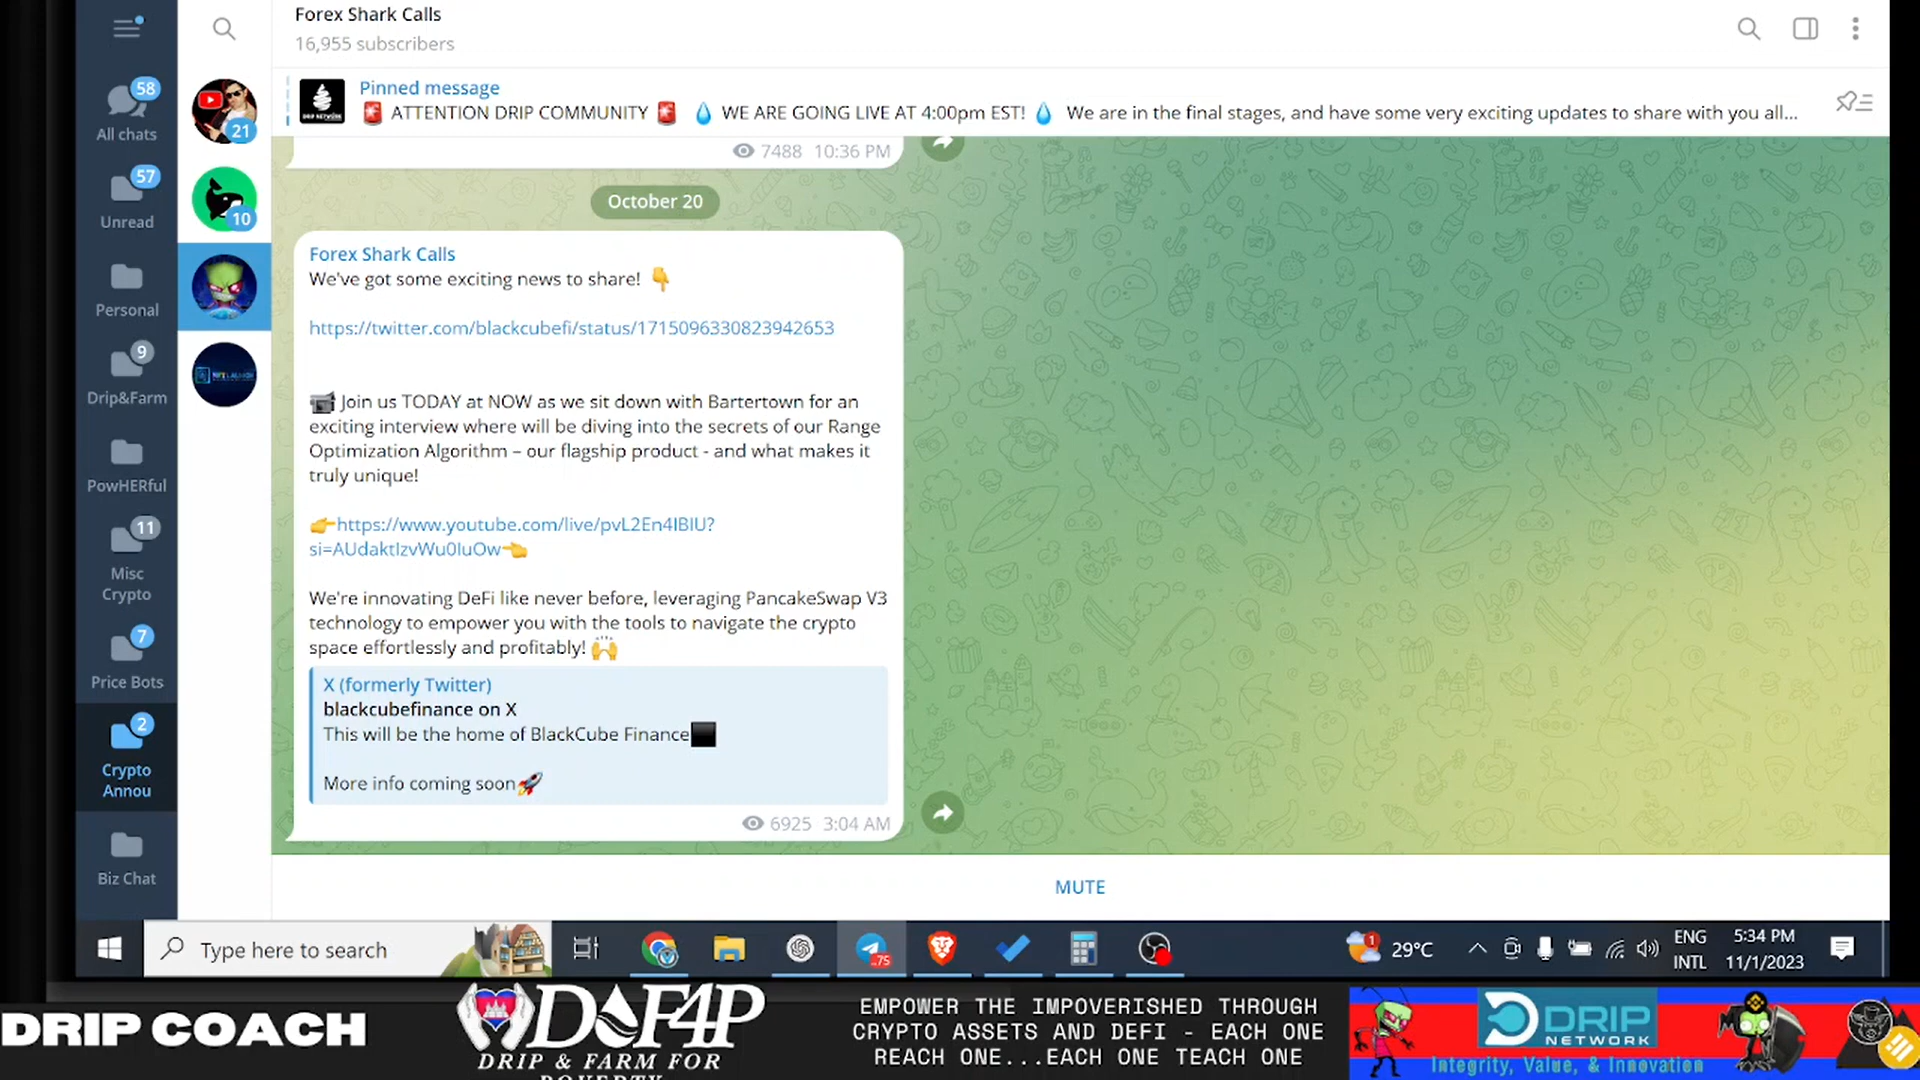 Forex Shark Calls
16,955 subscribers
Pinned message
🚨 ATTENTION DRIP COMMUNITY 🚨 💧 WE ARE GOING LIVE AT 4:00pm EST! 💧 We are in the final stages, and have some very exciting updates to share with you all...
58
All chats
57
Unread
Personal
9
Drip&Farm
PowHERful
11
Misc
Crypto
7
Price Bots
2
Crypto
Annou
Biz Chat
21
10
7488 10:36 PM
October 20
Forex Shark Calls
We've got some exciting news to share! 👇
https://twitter.com/blackcubefi/status/1715096330823942653
📹 Join us TODAY at NOW as we sit down with Bartertown for an
exciting interview where will be diving into the secrets of our Range
Optimization Algorithm – our flagship product - and what makes it
truly unique!
👉https://www.youtube.com/live/pvL2En4IBlU?
si=AUdaktIzvWu0IuOw👈
We're innovating DeFi like never before, leveraging PancakeSwap V3
technology to empower you with the tools to navigate the crypto
space effortlessly and profitably! 🙌
X (formerly Twitter)
blackcubefinance on X
This will be the home of BlackCube Finance⬛
More info coming soon🚀
6925 3:04 AM
MUTE
Type here to search
..75
1
29°C
ENG
INTL
5:34 PM
11/1/2023
DRIP COACH
DOF4P
DRIP & FARM FOR
POVERTY
EMPOWER THE IMPOVERISHED THROUGH
CRYPTO ASSETS AND DEFI - EACH ONE
REACH ONE...EACH ONE TEACH ONE
DRIP
NETWORK
Integrity, Value, & Innovation